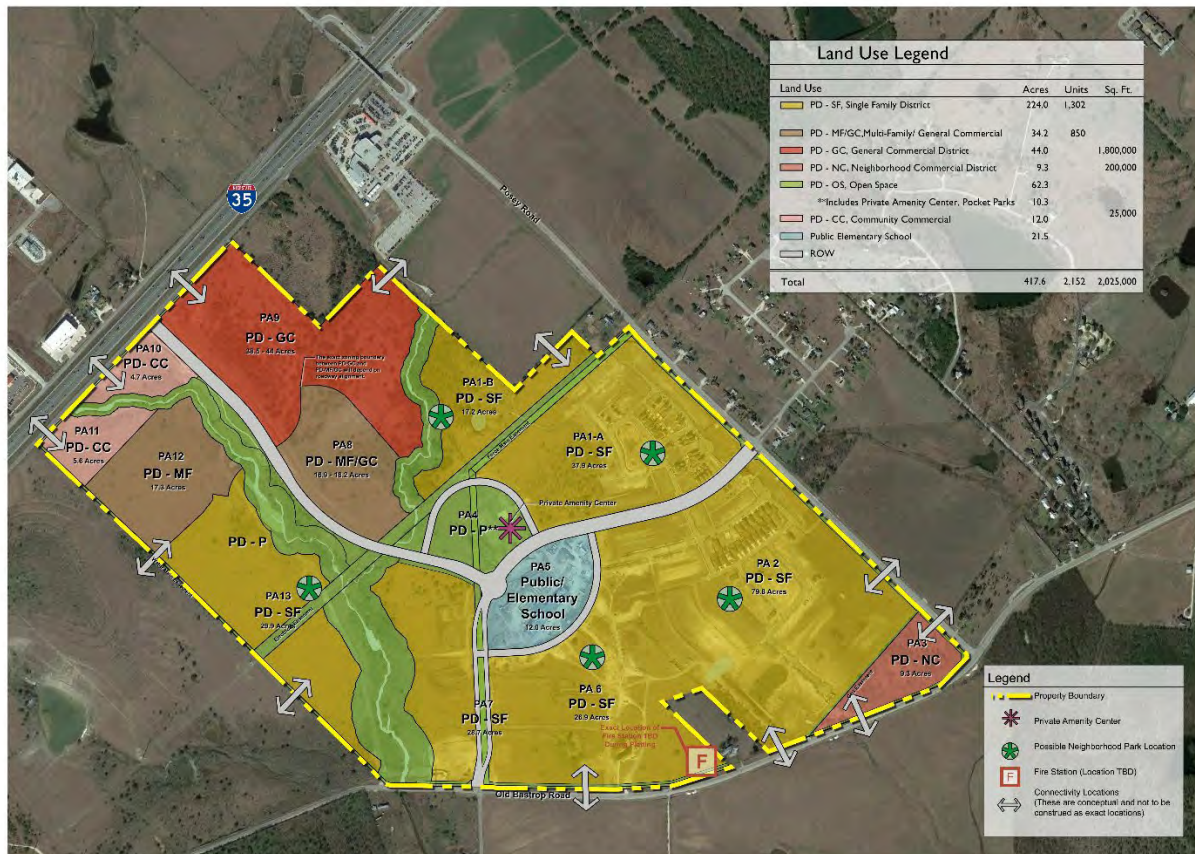 Land Use Legend
Land Use Acres Units Sq. Ft.
PD - SF, Single Family District 224.0 1,302
PD - MF/GC,Multi-Family/ General Commercial 34.2 850
PD - GC, General Commercial District 44.0 1,800,000
PD - NC, Neighborhood Commercial District 9.3 200,000
PD - OS, Open Space 62.3
**Includes Private Amenity Center, Pocket Parks 10.3
25,000
PD - CC, Community Commercial 12.0
Public Elementary School 21.5
ROW
Total 417.6 2,152 2,025,000
35
Posey Road
PA9
PD - GC
PA10
PD- CC
4.7 Acres
PA11
PD- CC
5.6 Acres
PA12
PD - MF
17.3 Acres
PA8
PD - MF/GC
PA1-B
PD - SF
17.2 Acres
PA1-A
PD - SF
37.9 Acres
Private Amenity Center
PA4
PD - P**
PA5
Public/
Elementary
School
PD - P
PA13
PD - SF
PA 2
PD - SF
79.8 Acres
PA3
PD - NC
9.3 Acres
PA 6
PD - SF
26.9 Acres
PA7
PD - SF
28.7 Acres
Exact Location of
Fire Station TBD
During Platting
F
Old Bastrop Road
Legend
Property Boundary
Private Amenity Center
Possible Neighborhood Park Location
F
Fire Station (Location TBD)
Connectivity Locations
(These are conceptual and not to be
construed as exact locations)